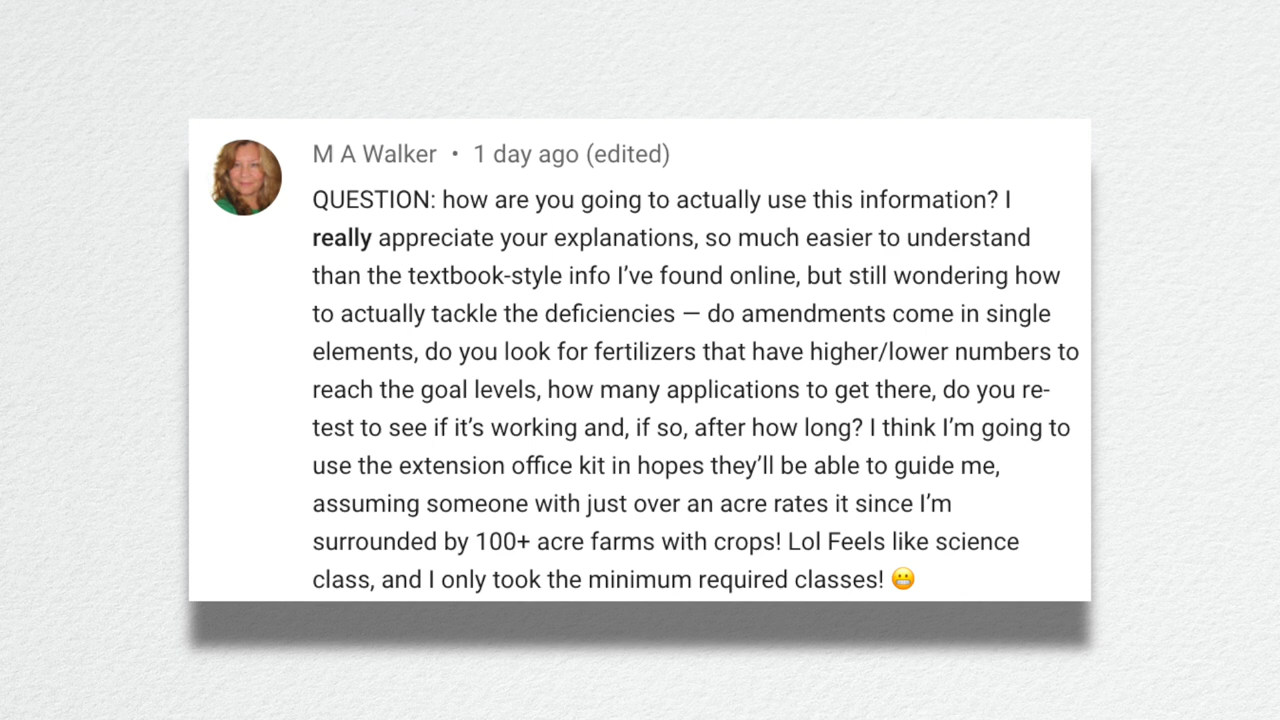 M A Walker • 1 day ago (edited)
QUESTION: how are you going to actually use this information? I
really appreciate your explanations, so much easier to understand
than the textbook-style info I’ve found online, but still wondering how
to actually tackle the deficiencies — do amendments come in single
elements, do you look for fertilizers that have higher/lower numbers to
reach the goal levels, how many applications to get there, do you re-
test to see if it’s working and, if so, after how long? I think I’m going to
use the extension office kit in hopes they’ll be able to guide me,
assuming someone with just over an acre rates it since I’m
surrounded by 100+ acre farms with crops! Lol Feels like science
class, and I only took the minimum required classes! 😬